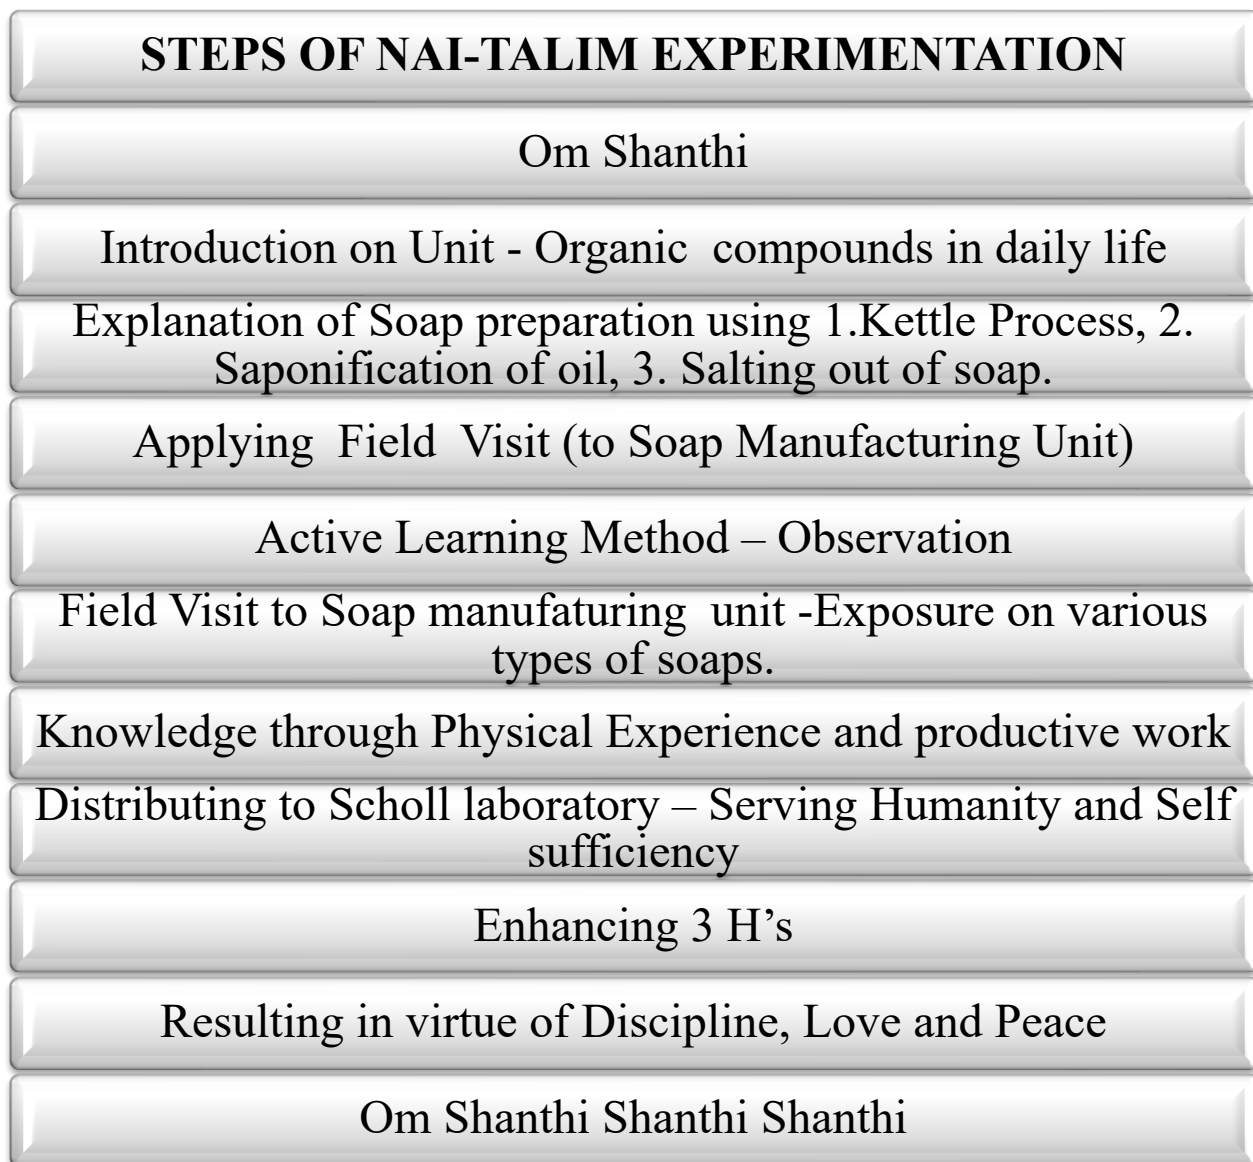 STEPS OF NAI-TALIM EXPERIMENTATION
Om Shanthi
Introduction on Unit - Organic compounds in daily life
Explanation of Soap preparation using 1.Kettle Process, 2.
Saponification of oil, 3. Salting out of soap.
Applying Field Visit (to Soap Manufacturing Unit)
Active Learning Method – Observation
Field Visit to Soap manufaturing unit -Exposure on various
types of soaps.
Knowledge through Physical Experience and productive work
Distributing to Scholl laboratory – Serving Humanity and Self
sufficiency
Enhancing 3 H’s
Resulting in virtue of Discipline, Love and Peace
Om Shanthi Shanthi Shanthi